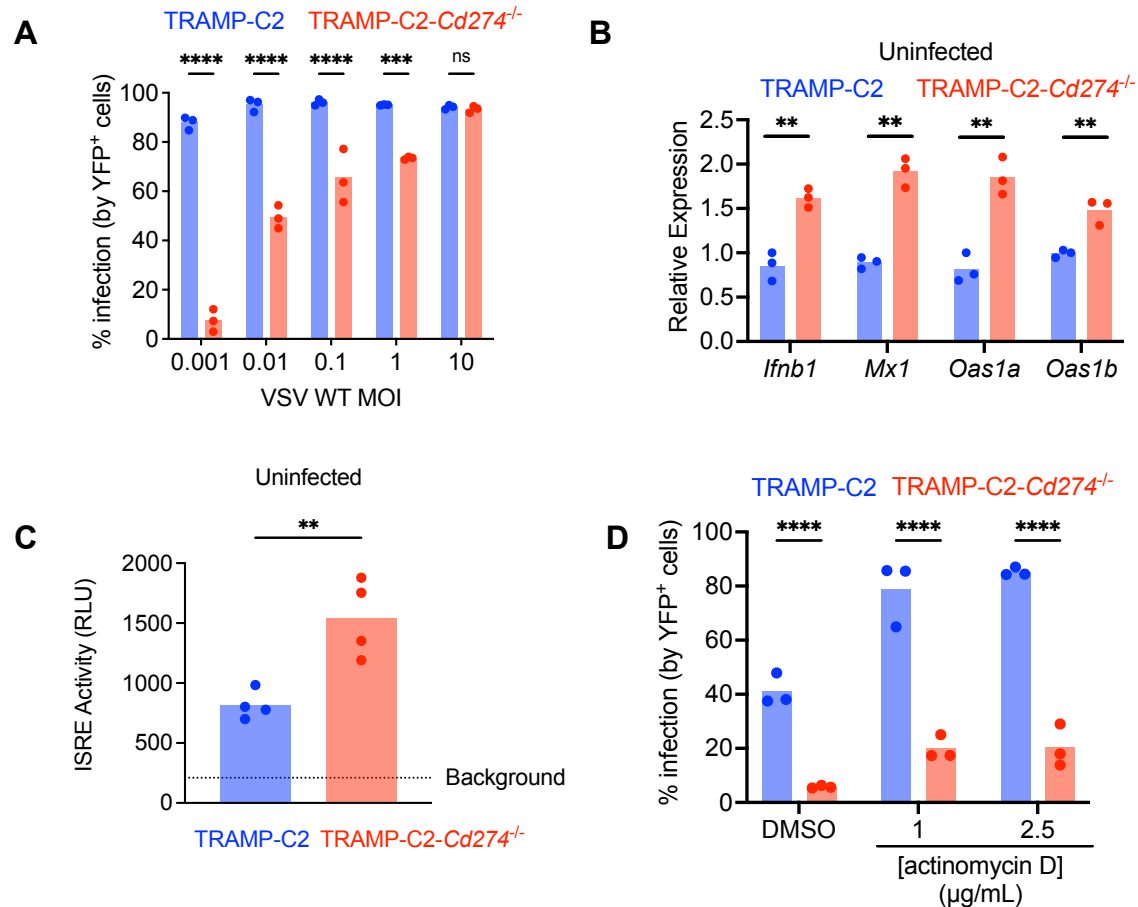 A
TRAMP-C2 TRAMP-C2-Cd274-/-
**** **** **** *** ns
% infection (by YFP+ cells)
100
80
60
40
20
0
0.001 0.01 0.1 1 10
VSV WT MOI
B
Uninfected
TRAMP-C2 TRAMP-C2-Cd274-/-
** ** ** **
Relative Expression
2.5
2.0
1.5
1.0
0.5
0.0
Ifnb1 Mx1 Oas1a Oas1b
C
Uninfected
**
ISRE Activity (RLU)
2000
1500
1000
500
0
Background
TRAMP-C2 TRAMP-C2-Cd274-/-
D
TRAMP-C2 TRAMP-C2-Cd274-/-
**** **** ****
% infection (by YFP+ cells)
100
80
60
40
20
0
DMSO 1 2.5
[actinomycin D]
(µg/mL)